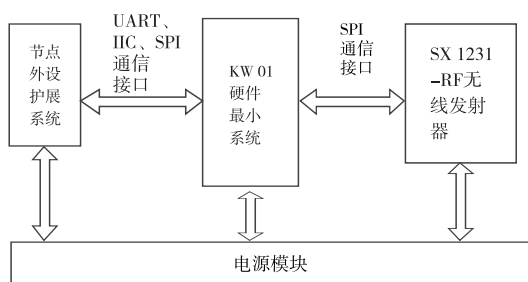 节点
外设
扩展
系统
UART、
IIC、SPI
通信
接口
KW 01
硬件
最小
系统
SPI
通信
接口
SX 1231
-RF无
线发射
器
电源模块